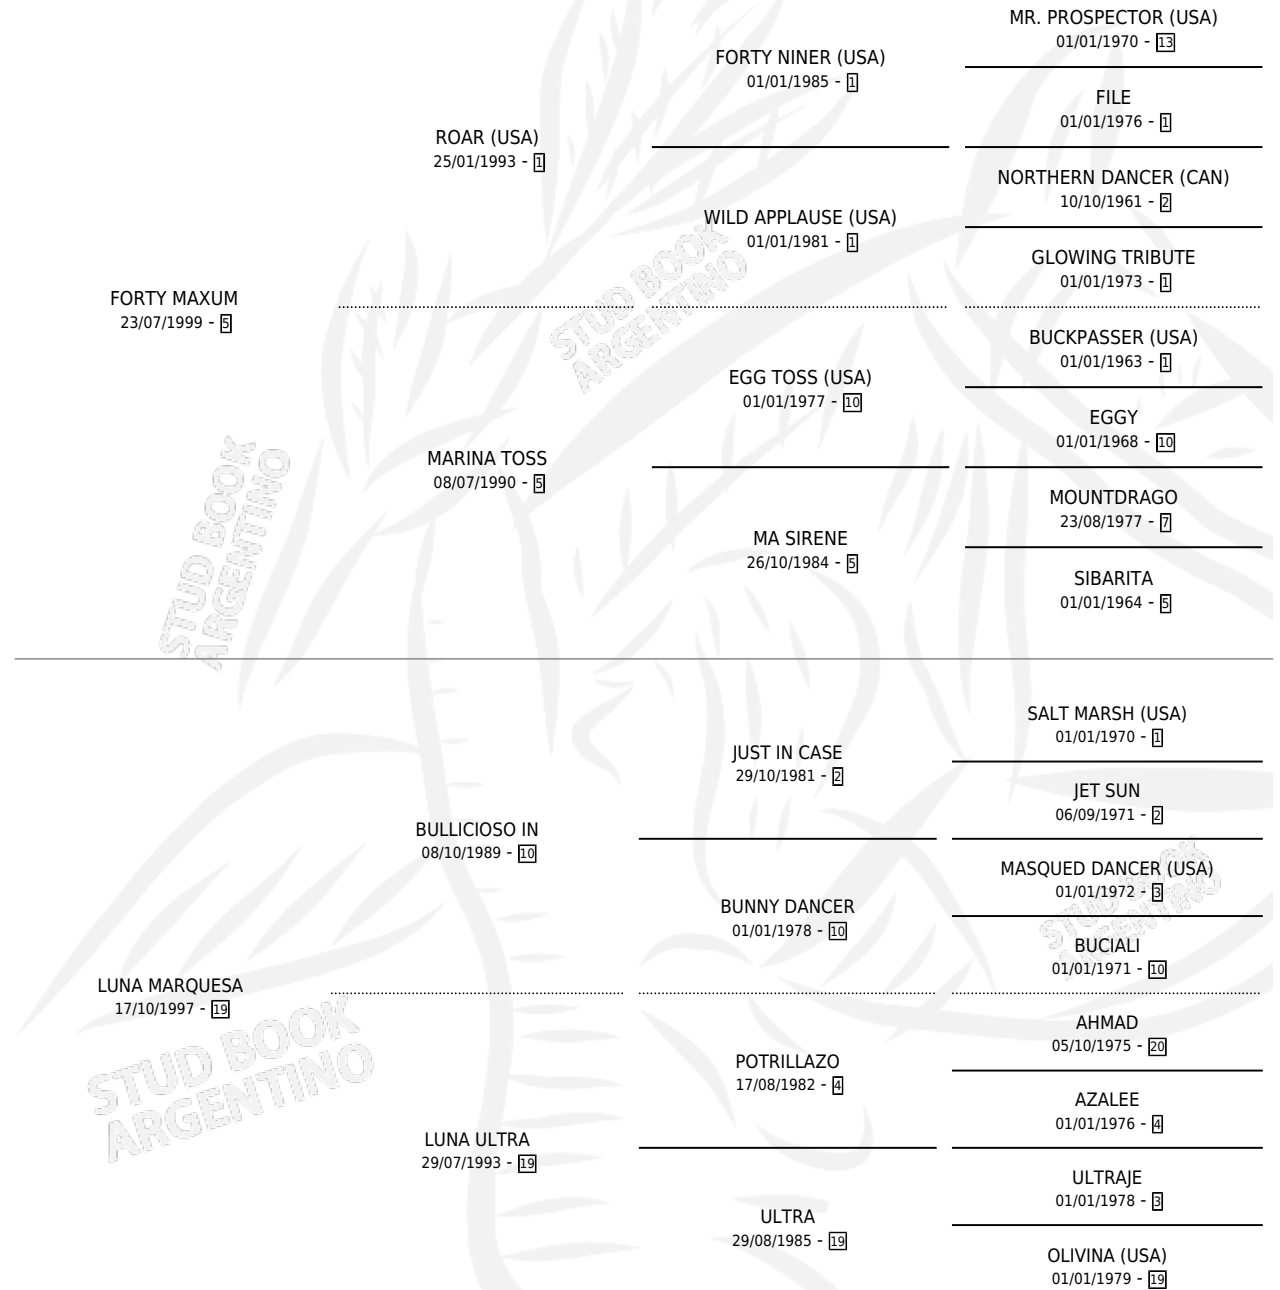 MR. PROSPECTOR (USA)
01/01/1970 - 13
FORTY NINER (USA)
01/01/1985 - 1
FILE
01/01/1976 - 1
ROAR (USA)
25/01/1993 - 1
NORTHERN DANCER (CAN)
10/10/1961 - 2
WILD APPLAUSE (USA)
01/01/1981 - 1
GLOWING TRIBUTE
01/01/1973 - 1
FORTY MAXUM
23/07/1999 - 5
BUCKPASSER (USA)
01/01/1963 - 1
EGG TOSS (USA)
01/01/1977 - 10
EGGY
01/01/1968 - 10
MARINA TOSS
08/07/1990 - 5
MOUNTDRAGO
23/08/1977 - 7
MA SIRENE
26/10/1984 - 5
SIBARITA
01/01/1964 - 5
SALT MARSH (USA)
01/01/1970 - 1
JUST IN CASE
29/10/1981 - 2
JET SUN
06/09/1971 - 2
BULLICIOSO IN
08/10/1989 - 10
MASQUED DANCER (USA)
01/01/1972 - 3
BUNNY DANCER
01/01/1978 - 10
BUCIALI
01/01/1971 - 10
LUNA MARQUESA
17/10/1997 - 19
AHMAD
05/10/1975 - 20
POTRILLAZO
17/08/1982 - 4
AZALEE
01/01/1976 - 4
LUNA ULTRA
29/07/1993 - 19
ULTRAJE
01/01/1978 - 3
ULTRA
29/08/1985 - 19
OLIVINA (USA)
01/01/1979 - 19
STUD BOOK
ARGENTINO
STUD BOOK
ARGENTINO
STUD BOOK
ARGENTINO
STUD BOOK
ARGENTINO